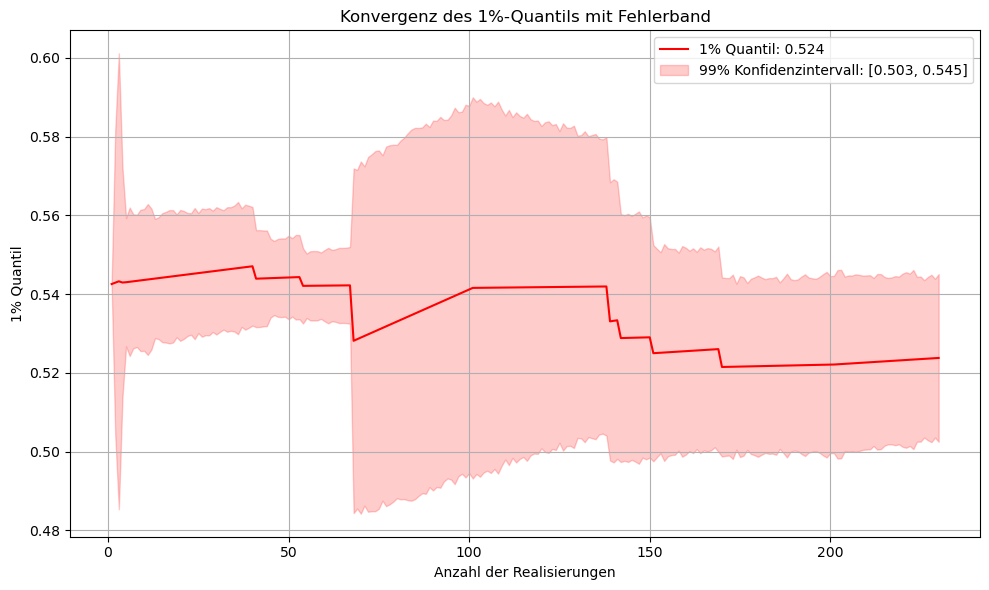 Konvergenz des 1%-Quantils mit Fehlerband
1% Quantil: 0.524
99% Konfidenzintervall: [0.503, 0.545]
1% Quantil
0.60
0.58
0.56
0.54
0.52
0.50
0.48
0
50
100
150
200
Anzahl der Realisierungen